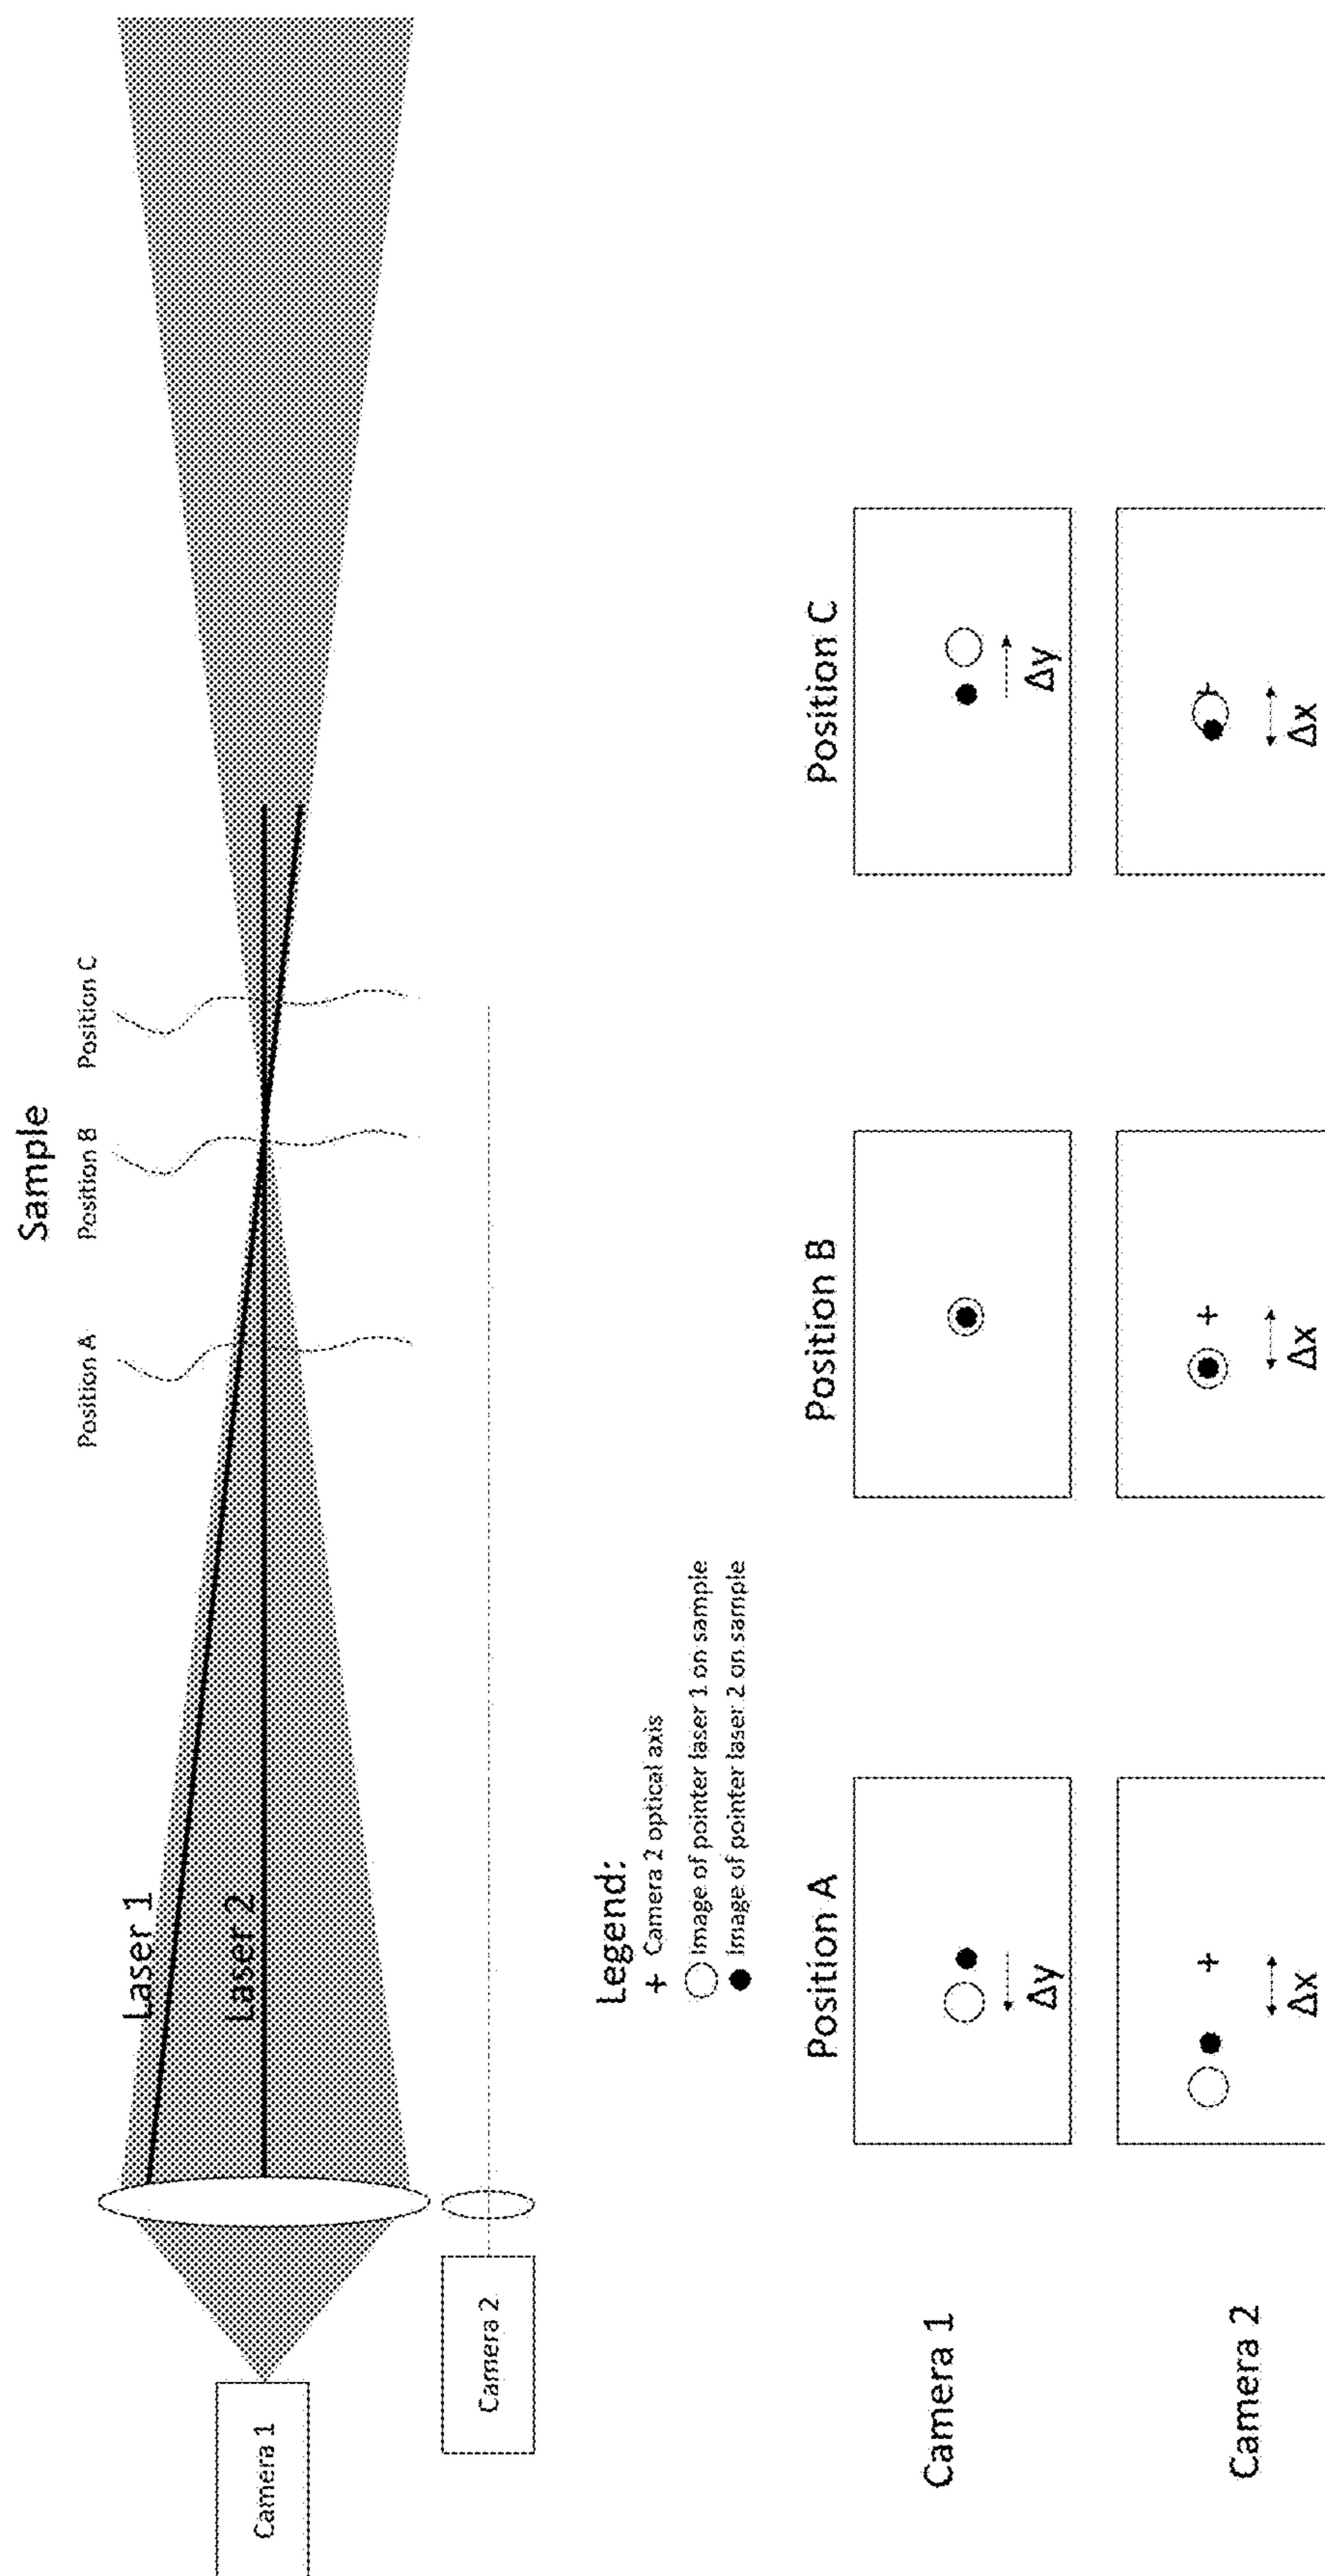 Sample
Position A
Position B
Position C
Laser 1
Laser 2
Camera 1
Camera 2
Legend:
+ Camera 2 optical axis
Image of pointer laser 1 on sample
Image of pointer laser 2 on sample
Position A
Position B
Position C
Camera 1
Δy
Δy
Camera 2
Δx
Δx
Δx